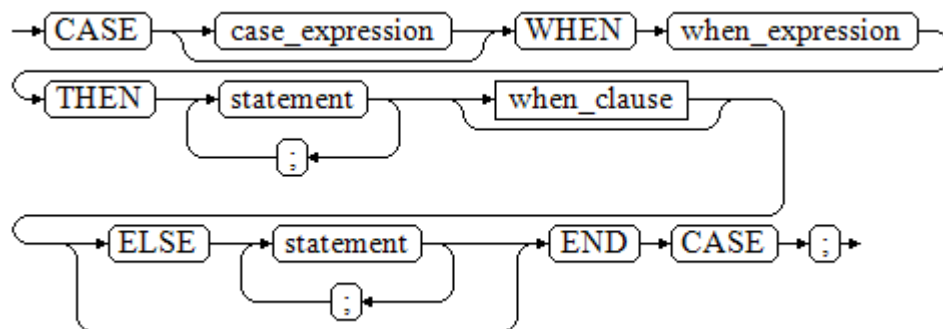 CASE case_expression WHEN when_expression
THEN statement when_clause
;
ELSE statement END CASE ;
;